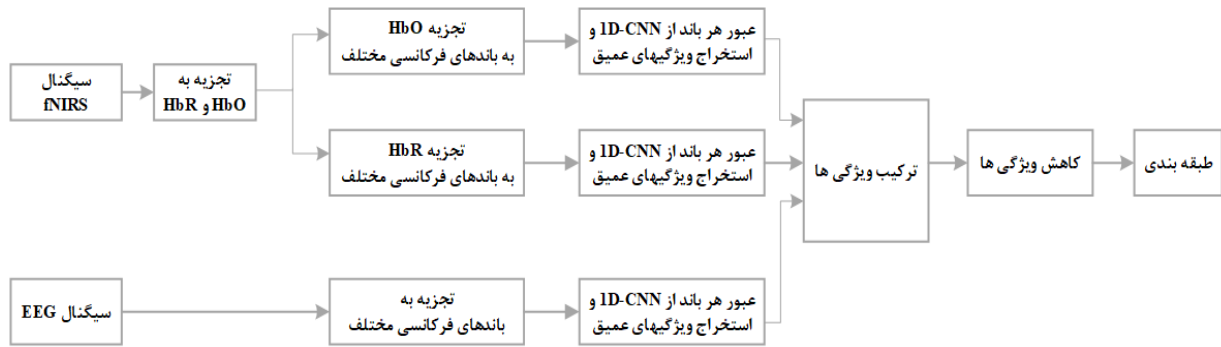 سیگنال
fNIRS
تجزیه به
HbO و HbR
تجزیه HbO
به باندهای فرکانسی مختلف
عبور هر باند از 1D-CNN و
استخراج ویژگیهای عمیق
تجزیه HbR
به باندهای فرکانسی مختلف
عبور هر باند از 1D-CNN و
استخراج ویژگیهای عمیق
سیگنال EEG
تجزیه به
باندهای فرکانسی مختلف
عبور هر باند از 1D-CNN و
استخراج ویژگیهای عمیق
ترکیب ویژگی ها
کاهش ویژگی ها
طبقه بندی